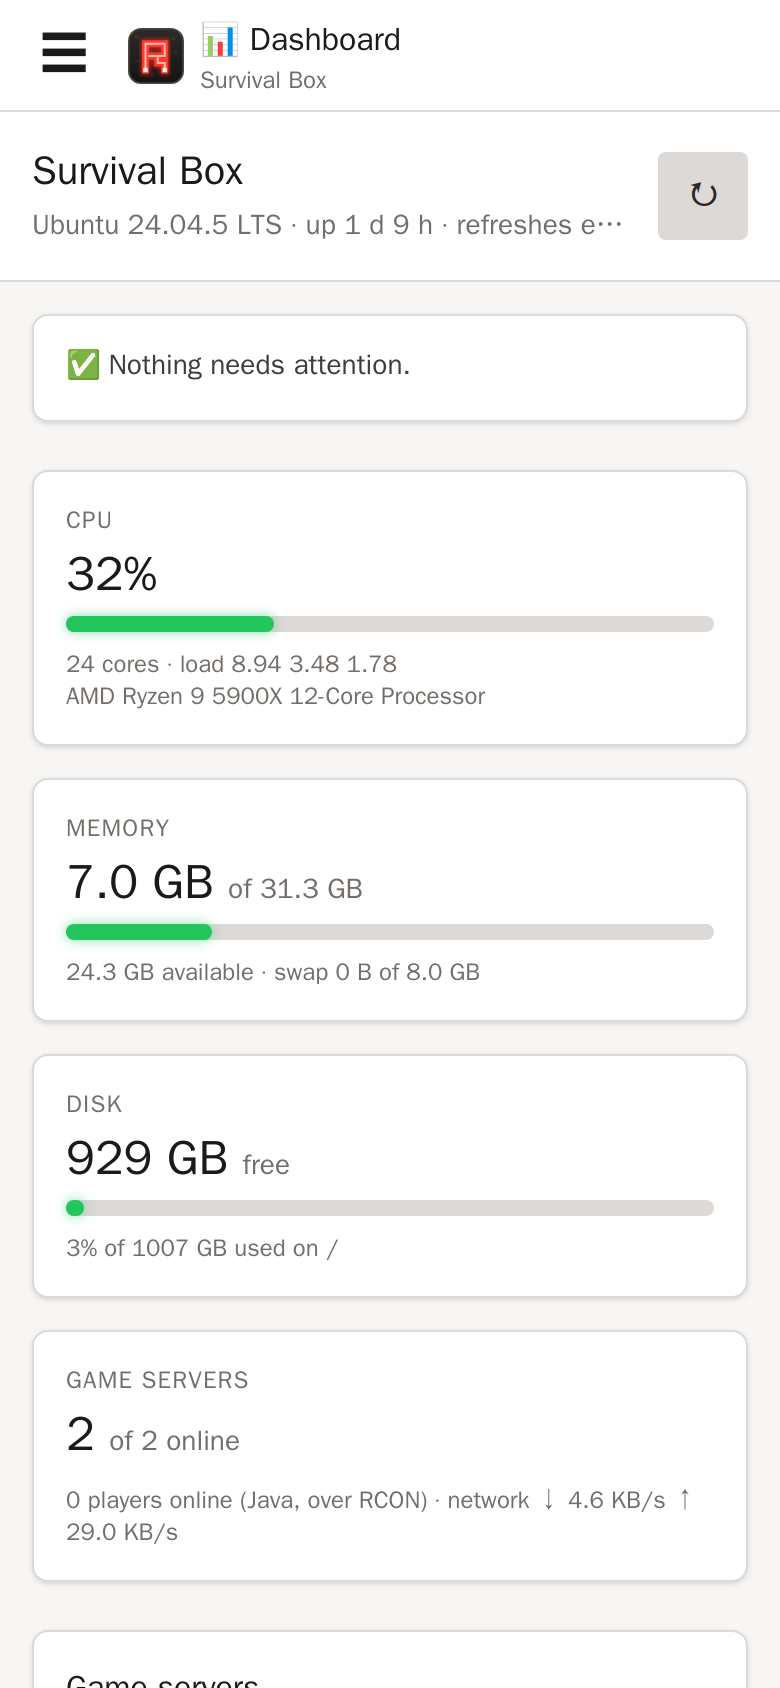 📊 Dashboard
Survival Box
Survival Box
Ubuntu 24.04.5 LTS · up 1 d 9 h · refreshes e···
✅ Nothing needs attention.
CPU
32%
24 cores · load 8.94 3.48 1.78
AMD Ryzen 9 5900X 12-Core Processor
MEMORY
7.0 GB of 31.3 GB
24.3 GB available · swap 0 B of 8.0 GB
DISK
929 GB free
3% of 1007 GB used on /
GAME SERVERS
2 of 2 online
0 players online (Java, over RCON) · network ↓ 4.6 KB/s ↑
29.0 KB/s
Game servers